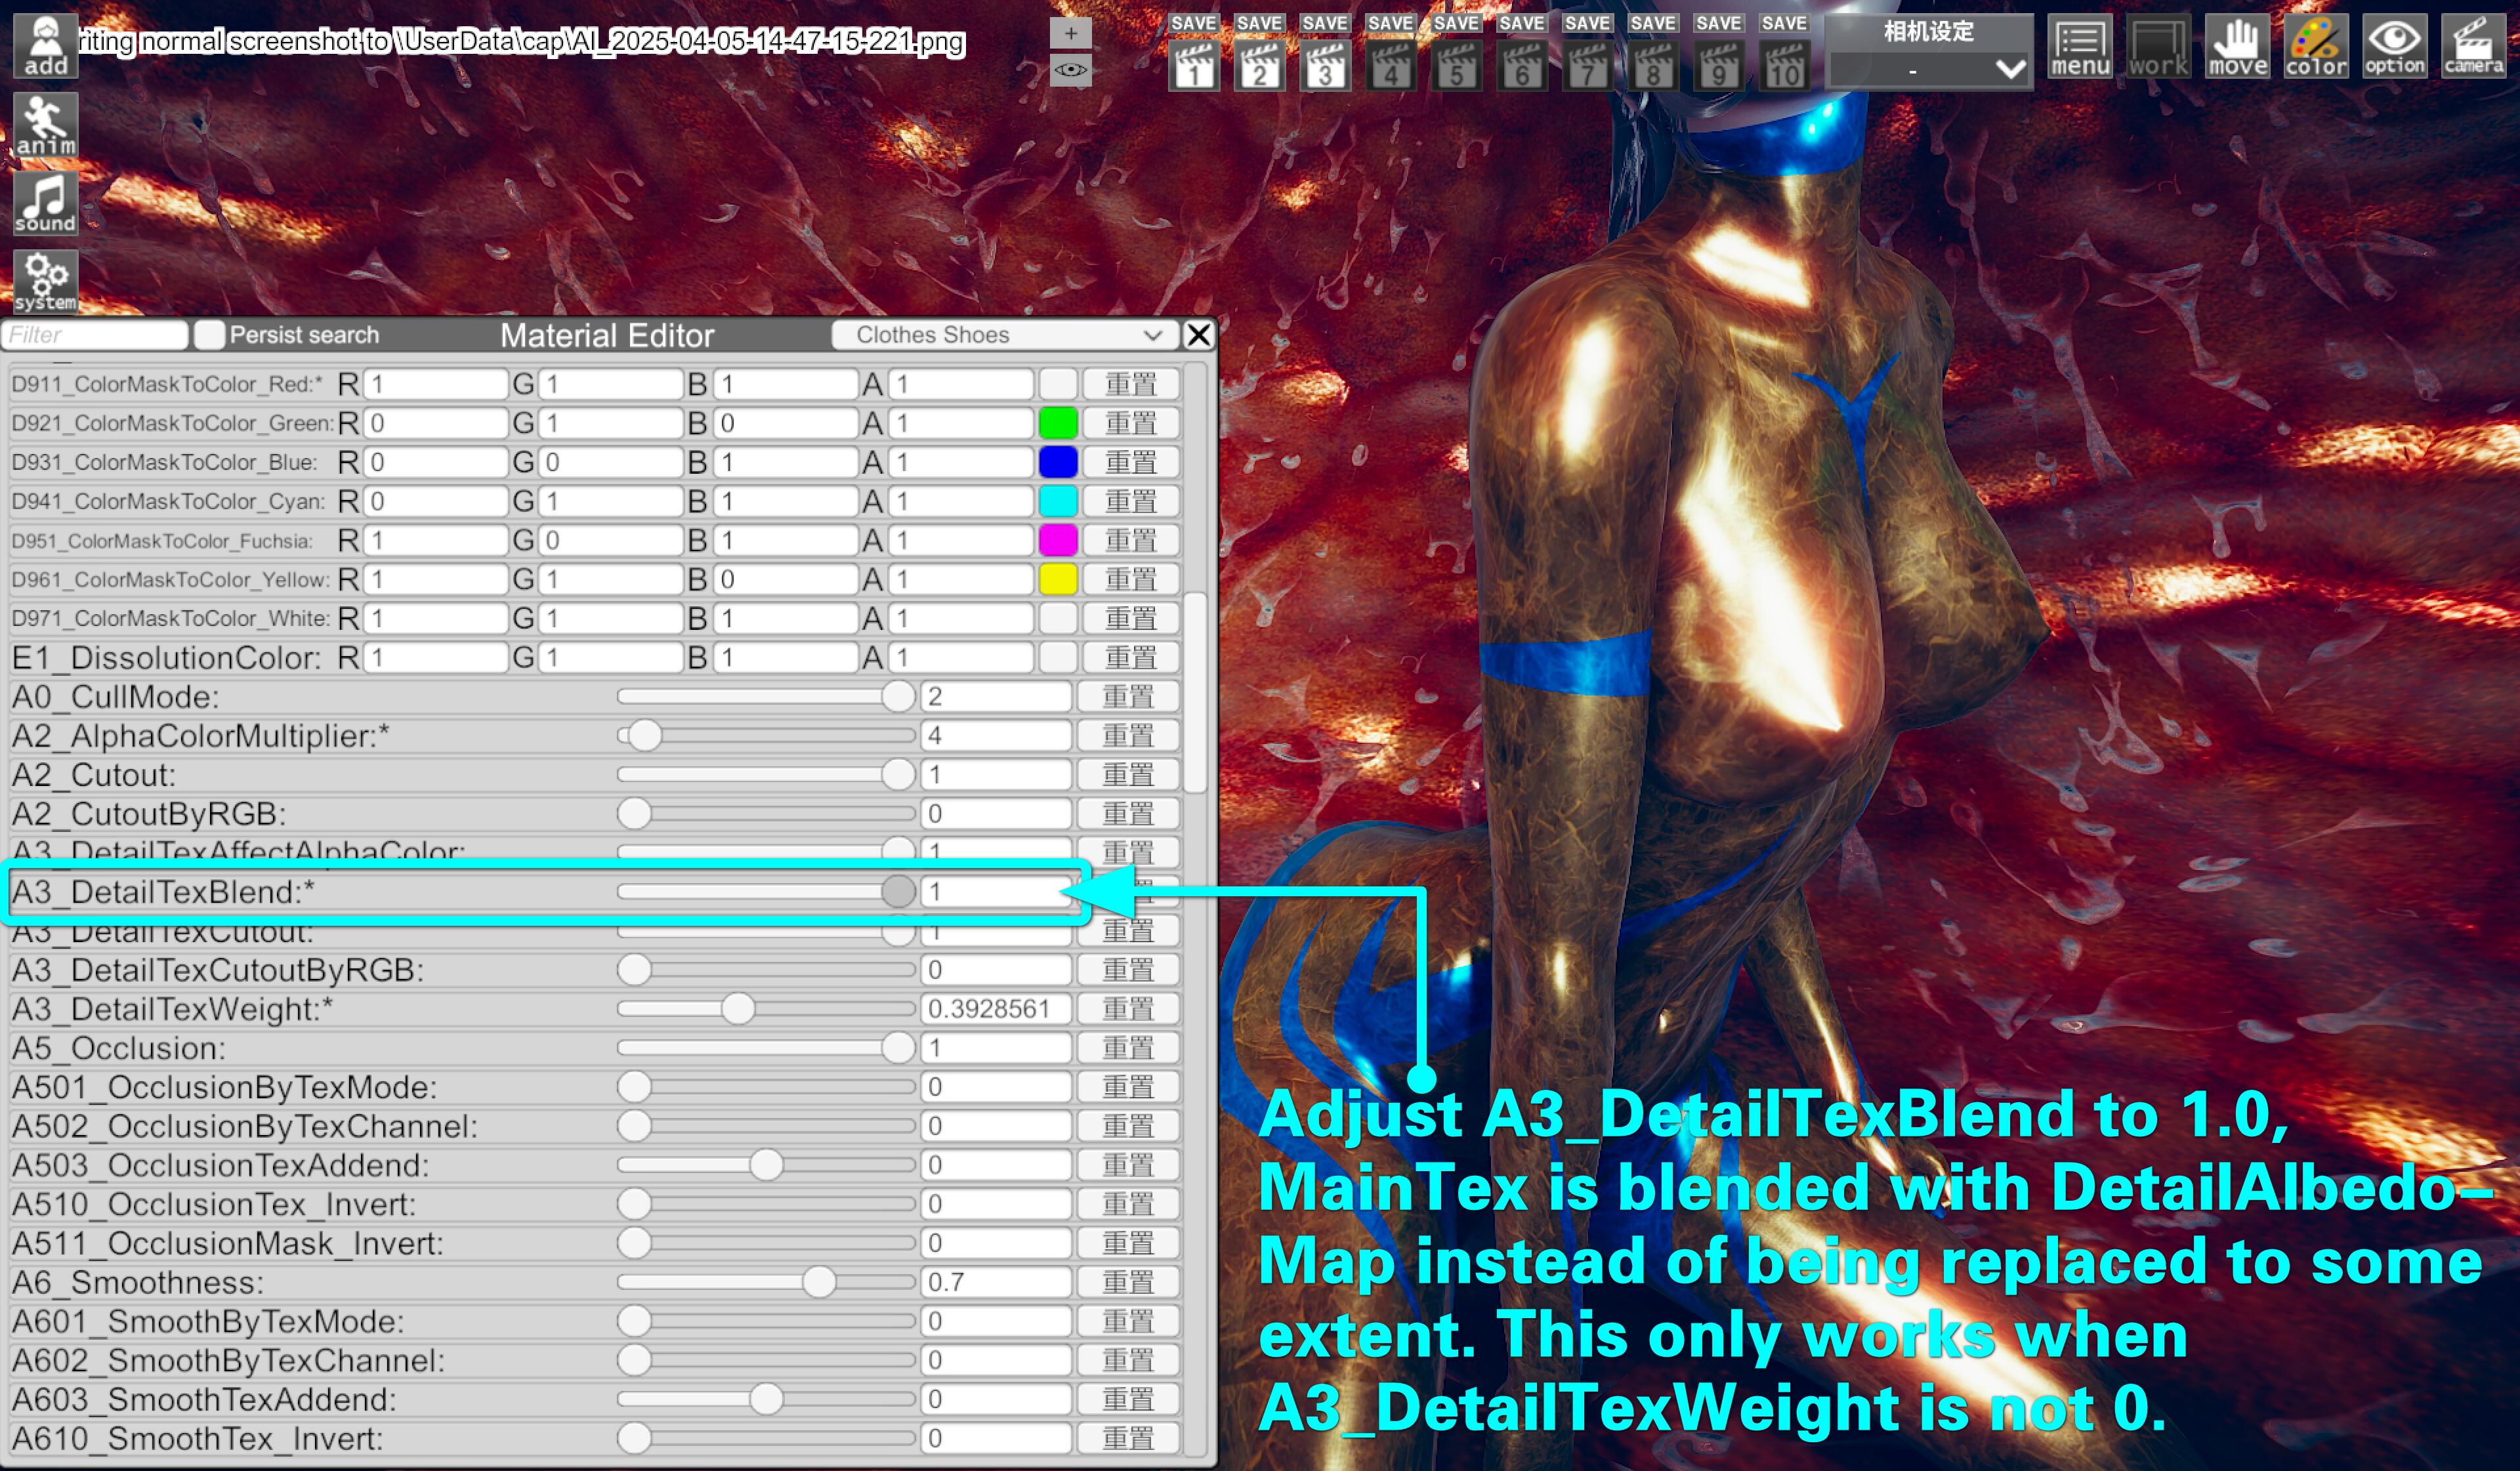 add
riting normal screenshot to \UserData\cap\AI_2025-04-05-14-47-15-221.png
+
SAVE SAVE SAVE SAVE SAVE SAVE SAVE SAVE SAVE SAVE
1 2 3 4 5 6 7 8 9 10
相机设定
-
menu work move color option camera
anim
sound
system
Filter Persist search Material Editor Clothes Shoes X
D911_ColorMaskToColor_Red:* R 1 G 1 B 1 A 1 重置
D921_ColorMaskToColor_Green: R 0 G 1 B 0 A 1 重置
D931_ColorMaskToColor_Blue: R 0 G 0 B 1 A 1 重置
D941_ColorMaskToColor_Cyan: R 0 G 1 B 1 A 1 重置
D951_ColorMaskToColor_Fuchsia: R 1 G 0 B 1 A 1 重置
D961_ColorMaskToColor_Yellow: R 1 G 1 B 0 A 1 重置
D971_ColorMaskToColor_White: R 1 G 1 B 1 A 1 重置
E1_DissolutionColor: R 1 G 1 B 1 A 1 重置
A0_CullMode: 2 重置
A2_AlphaColorMultiplier:* 4 重置
A2_Cutout: 1 重置
A2_CutoutByRGB: 0 重置
A3_DetailTexAffectAlphaColor: 1 重置
A3_DetailTexBlend:* 1
A3_DetailTexCutout: 1 重置
A3_DetailTexCutoutByRGB: 0 重置
A3_DetailTexWeight:* 0.3928561 重置
A5_Occlusion: 1 重置
A501_OcclusionByTexMode: 0 重置
A502_OcclusionByTexChannel: 0 重置
A503_OcclusionTexAddend: 0 重置
A510_OcclusionTex_Invert: 0 重置
A511_OcclusionMask_Invert: 0 重置
A6_Smoothness: 0.7 重置
A601_SmoothByTexMode: 0 重置
A602_SmoothByTexChannel: 0 重置
A603_SmoothTexAddend: 0 重置
A610_SmoothTex_Invert: 0 重置
Adjust A3_DetailTexBlend to 1.0,
MainTex is blended with DetailAlbedo-
Map instead of being replaced to some
extent. This only works when
A3_DetailTexWeight is not 0.